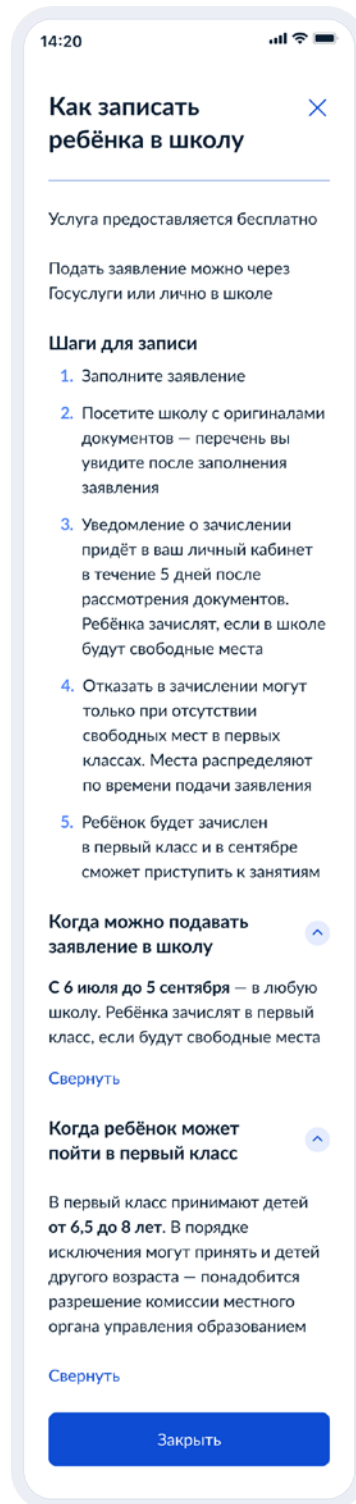 14:20
Как записать
ребёнка в школу
Услуга предоставляется бесплатно
Подать заявление можно через
Госуслуги или лично в школе
Шаги для записи
1. Заполните заявление
2. Посетите школу с оригиналами
документов — перечень вы
увидите после заполнения
заявления
3. Уведомление о зачислении
придёт в ваш личный кабинет
в течение 5 дней после
рассмотрения документов.
Ребёнка зачислят, если в школе
будут свободные места
4. Отказать в зачислении могут
только при отсутствии
свободных мест в первых
классах. Места распределяют
по времени подачи заявления
5. Ребёнок будет зачислен
в первый класс и в сентябре
сможет приступить к занятиям
Когда можно подавать
заявление в школу
С 6 июля до 5 сентября — в любую
школу. Ребёнка зачислят в первый
класс, если будут свободные места
Свернуть
Когда ребёнок может
пойти в первый класс
В первый класс принимают детей
от 6,5 до 8 лет. В порядке
исключения могут принять и детей
другого возраста — понадобится
разрешение комиссии местного
органа управления образованием
Свернуть
Закрыть